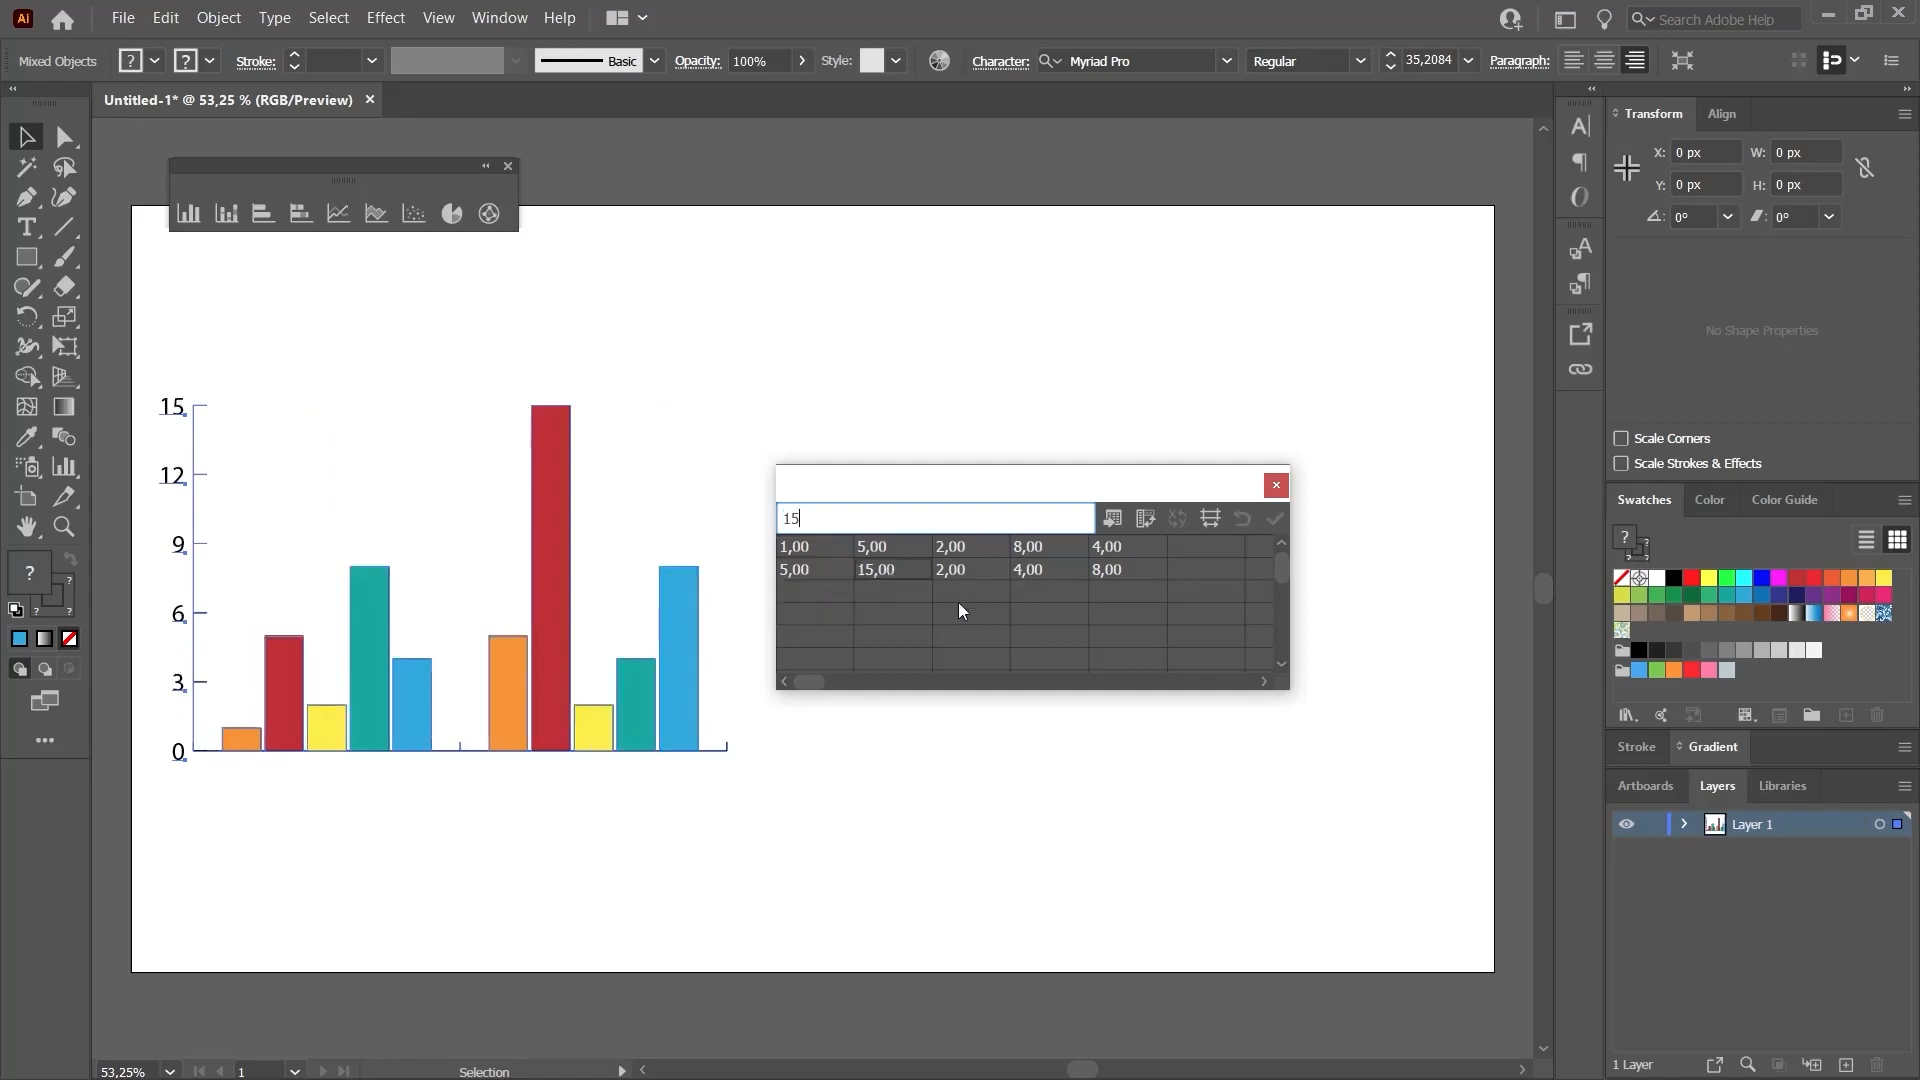 Ai File Edit Object Type Select Effect View Window Help Search Adobe Help
Mixed Objects ? ? Stroke: Basic Opacity: 100% Style: Character: Myriad Pro Regular 35,2084 Paragraph:
Untitled-1* @ 53,25 % (RGB/Preview)
Transform Align
X: 0 px W: 0 px
Y: 0 px H: 0 px
0° 0°
No Shape Properties
Scale Corners
Scale Strokes & Effects
15
12
9
6
3
0
15
1,00 5,00 2,00 8,00 4,00
5,00 15,00 2,00 4,00 8,00
Swatches Color Color Guide
Stroke Gradient
Artboards Layers Libraries
Layer 1
1 Layer
53,25% 1 Selection